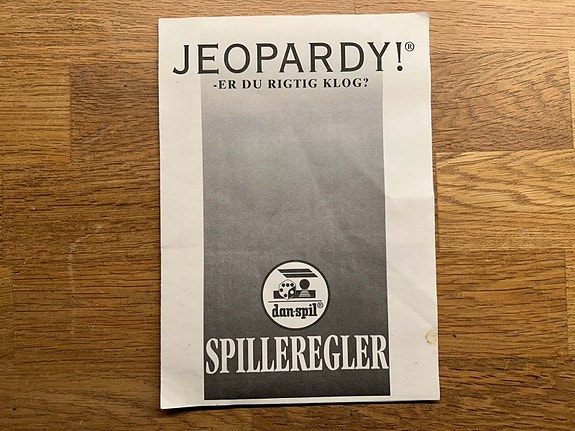 JEOPARDY!®
-ER DU RIGTIG KLOG?
dan-spil®
SPILLEREGLER